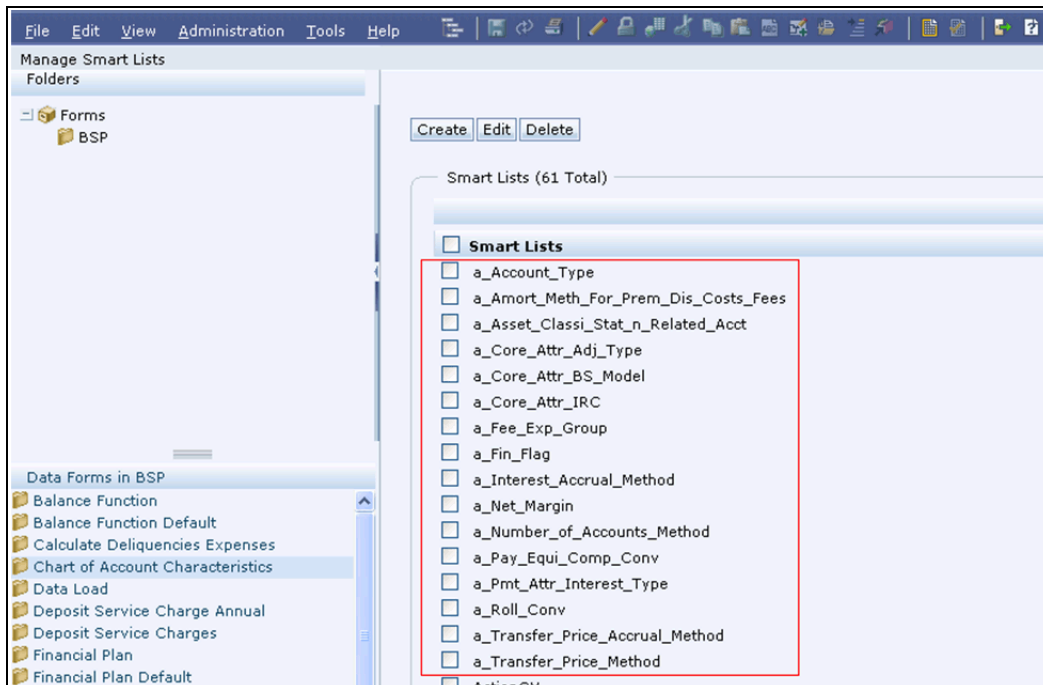 File Edit View Administration Tools Help
Manage Smart Lists
Folders
Forms
BSP
Create Edit Delete
Smart Lists (61 Total)
Smart Lists
a_Account_Type
a_Amort_Meth_For_Prem_Dis_Costs_Fees
a_Asset_Classi_Stat_n_Related_Acct
a_Core_Attr_Adj_Type
a_Core_Attr_BS_Model
a_Core_Attr_IRC
a_Fee_Exp_Group
a_Fin_Flag
a_Interest_Accrual_Method
a_Net_Margin
a_Number_of_Accounts_Method
a_Pay_Equi_Comp_Conv
a_Pmt_Attr_Interest_Type
a_Roll_Conv
a_Transfer_Price_Accrual_Method
a_Transfer_Price_Method
Data Forms in BSP
Balance Function
Balance Function Default
Calculate Deliquencies Expenses
Chart of Account Characteristics
Data Load
Deposit Service Charge Annual
Deposit Service Charges
Financial Plan
Financial Plan Default